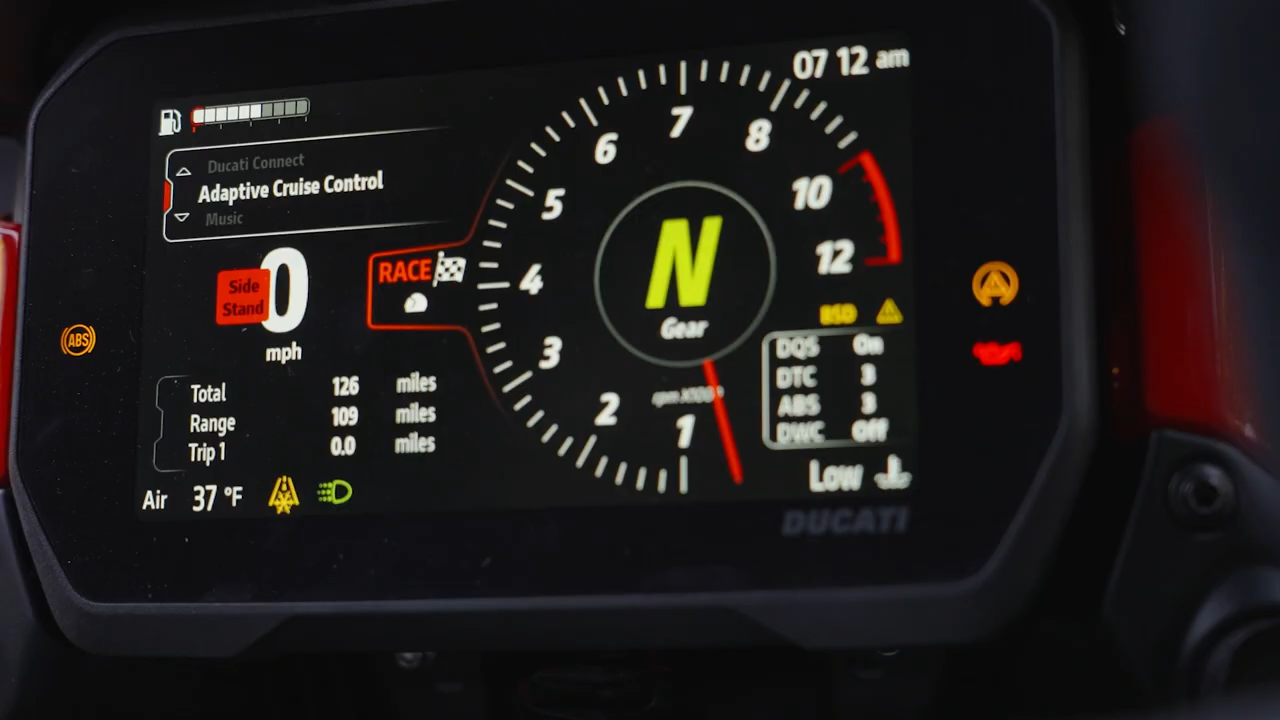 07 12 am
Ducati Connect
Adaptive Cruise Control
Music
Side
Stand
0
mph
RACE
1
2
3
4
5
6
7
8
10
12
N
Gear
rpm X1000
BSD
DQS On
DTC 3
ABS 3
DWC Off
Total 126 miles
Range 109 miles
Trip 1 0.0 miles
Air 37 °F
Low
ABS
DUCATI